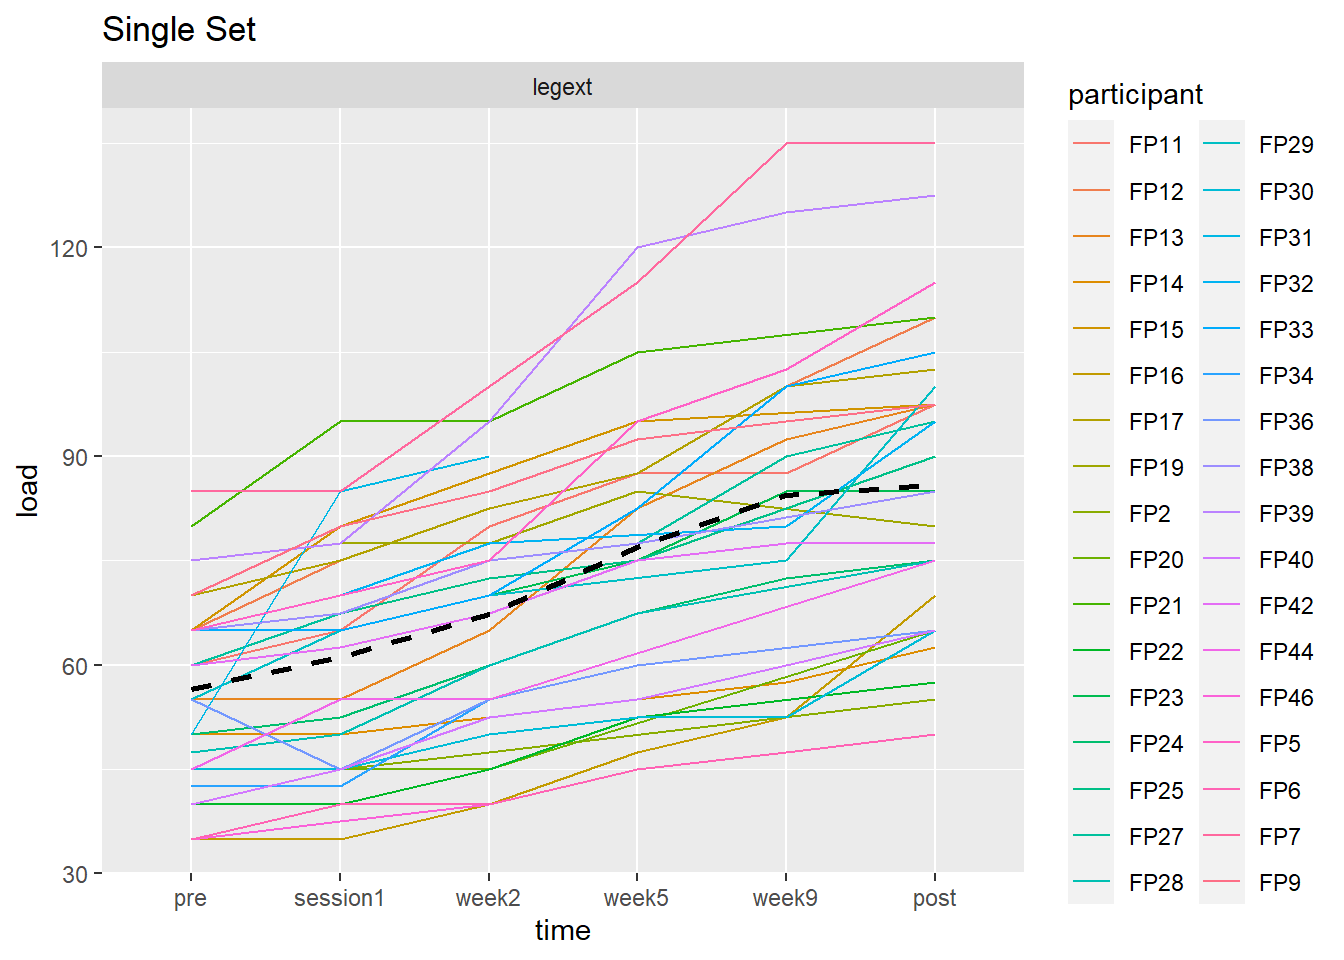 Single Set
legext
load
120
90
60
30
pre session1 week2 week5 week9 post
time
participant
FP11 FP29
FP12 FP30
FP13 FP31
FP14 FP32
FP15 FP33
FP16 FP34
FP17 FP36
FP19 FP38
FP2 FP39
FP20 FP40
FP21 FP42
FP22 FP44
FP23 FP46
FP24 FP5
FP25 FP6
FP27 FP7
FP28 FP9